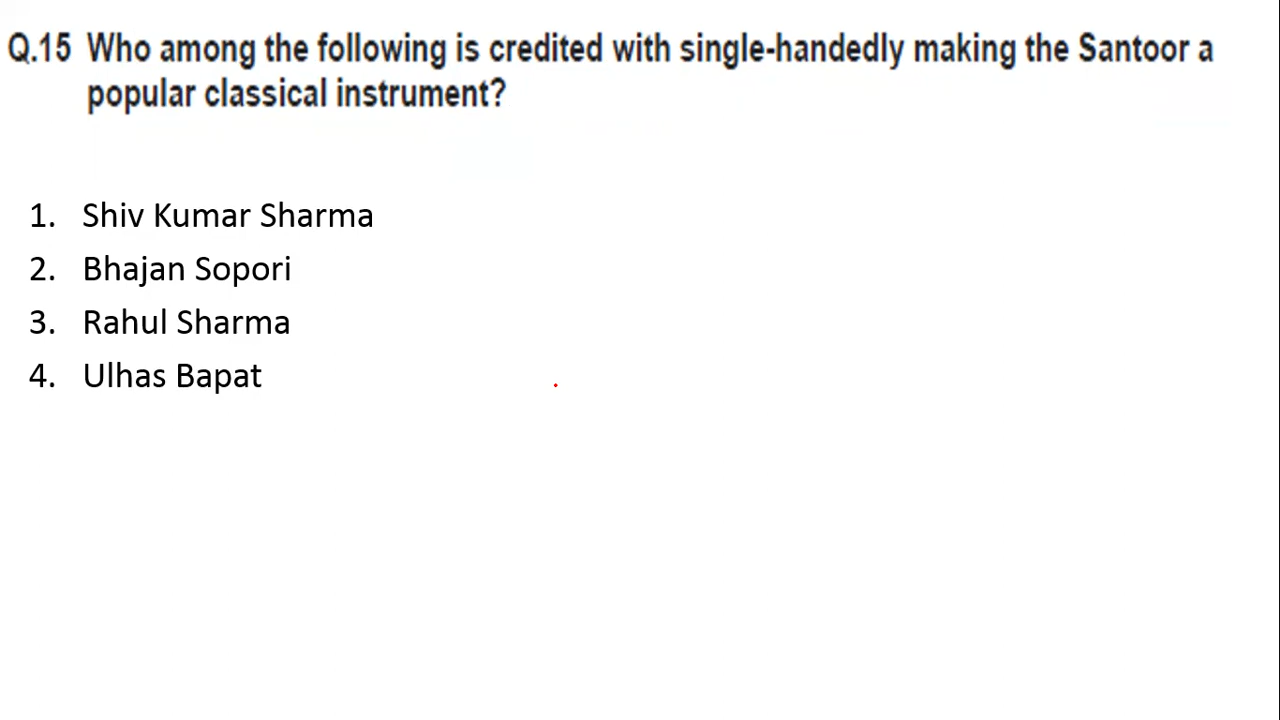 Q.15 Who among the following is credited with single-handedly making the Santoor a
popular classical instrument?
1. Shiv Kumar Sharma
2. Bhajan Sopori
3. Rahul Sharma
4. Ulhas Bapat